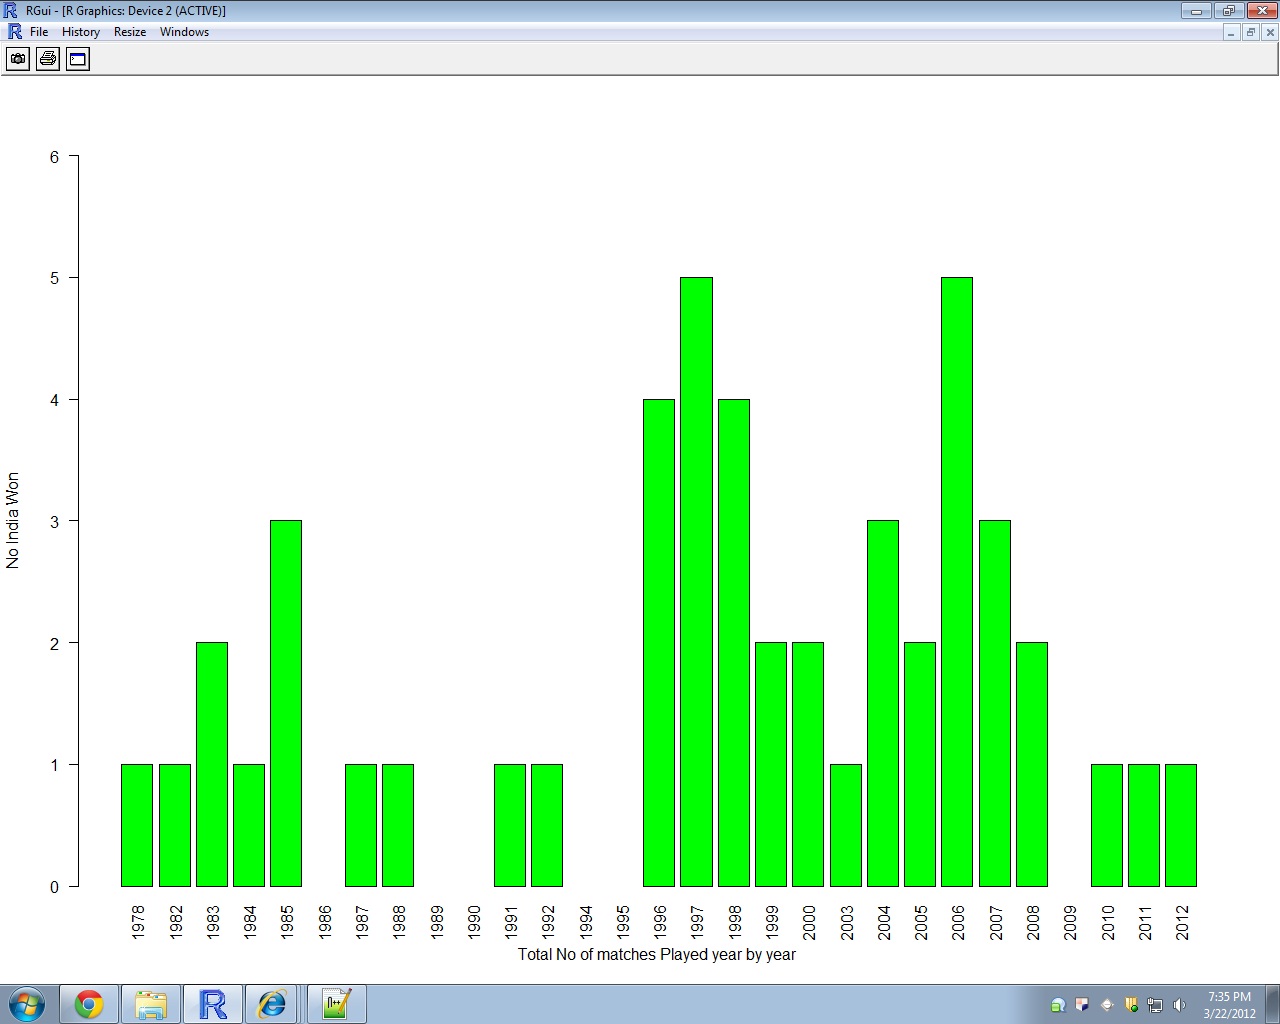 RGui - [R Graphics: Device 2 (ACTIVE)]
File History Resize Windows
6
5
4
3
2
1
0
No India Won
1978 1982 1983 1984 1985 1986 1987 1988 1989 1990 1991 1992 1994 1995 1996 1997 1998 1999 2000 2003 2004 2005 2006 2007 2008 2009 2010 2011 2012
Total No of matches Played year by year
7:35 PM
3/22/2012